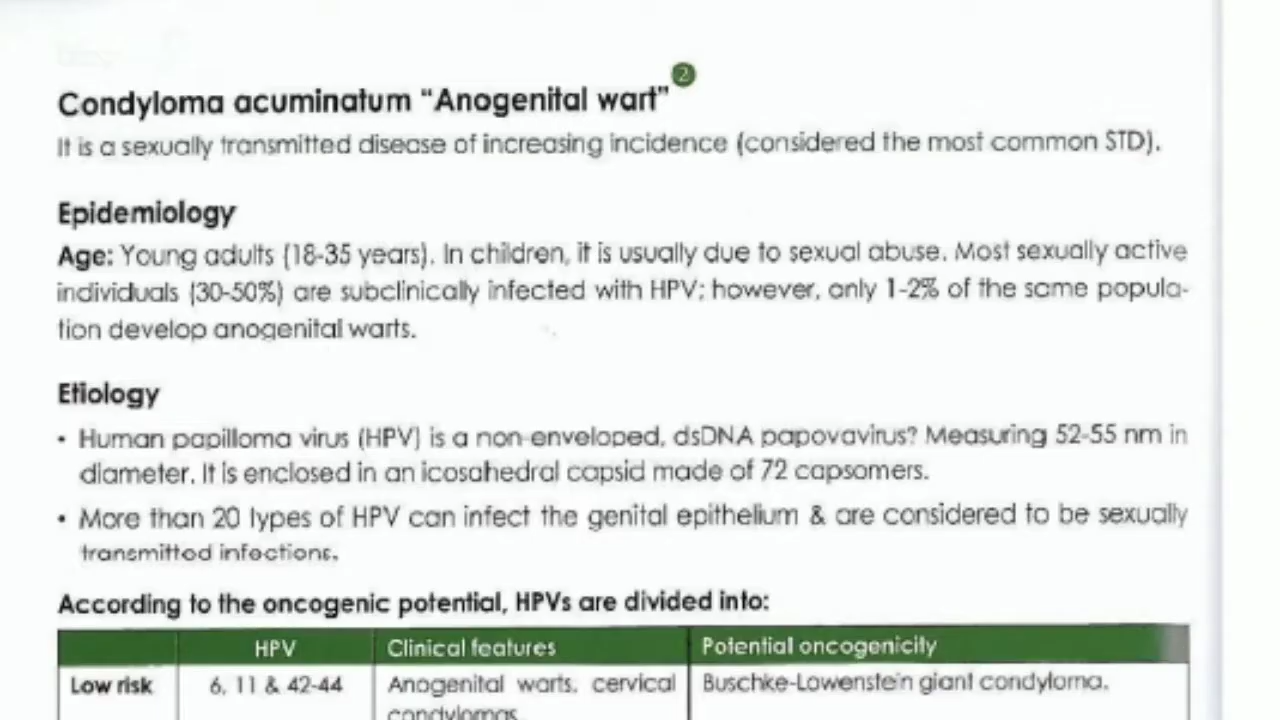 Condyloma acuminatum “Anogenital wart” 2
It is a sexually transmitted disease of increasing incidence (considered the most common STD).
Epidemiology
Age: Young adults (18-35 years). In children, it is usually due to sexual abuse. Most sexually active
individuals (30-50%) are subclinically infected with HPV; however, only 1-2% of the same popula-
tion develop anogenital warts.
Etiology
• Human papilloma virus (HPV) is a non-enveloped, dsDNA papovavirus? Measuring 52-55 nm in
diameter. It is enclosed in an icosahedral capsid made of 72 capsomers.
• More than 20 types of HPV can infect the genital epithelium & are considered to be sexually
transmitted infections.
According to the oncogenic potential, HPVs are divided into:
HPV Clinical features Potential oncogenicity
Low risk 6, 11 & 42-44 Anogenital warts, cervical Buschke-Lowenstein giant condyloma.
condylomas.